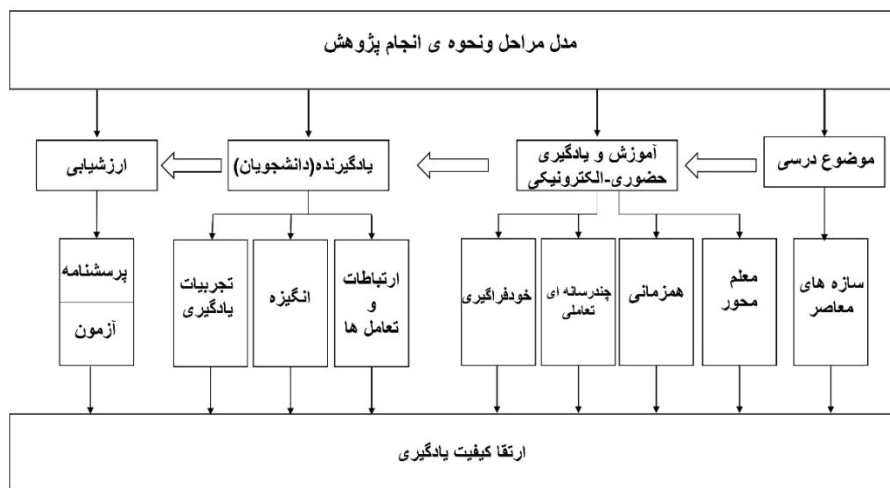 مدل مراحل ونحوه ی انجام پژوهش
موضوع درسی
آموزش و یادگیری
حضوری-الکترونیکی
یادگیرنده(دانشجویان)
ارزشیابی
سازه های
معاصر
معلم
محور
همزمانی
چندرسانه ای
تعاملی
خودفراگیری
ارتباطات
و
تعامل ها
انگیزه
تجربیات
یادگیری
پرسشنامه
آزمون
ارتقا کیفیت یادگیری